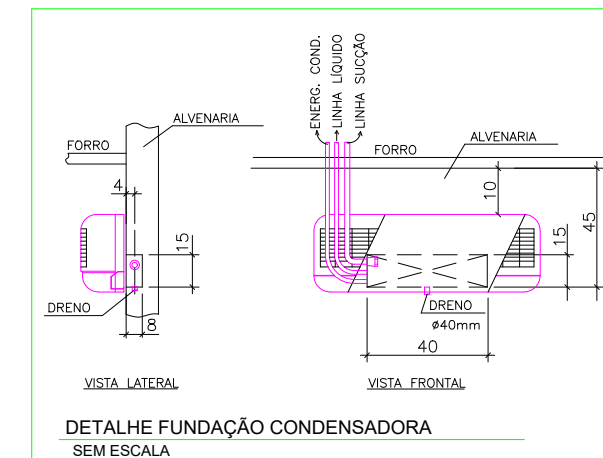 ENERG. COND.
LINHA LÍQUIDO
LINHA SUCÇÃO
ALVENARIA
FORRO
4
15
DRENO
8
VISTA LATERAL
ALVENARIA
FORRO
10
45
15
DRENO
ø40mm
40
VISTA FRONTAL
DETALHE FUNDAÇÃO CONDENSADORA
SEM ESCALA